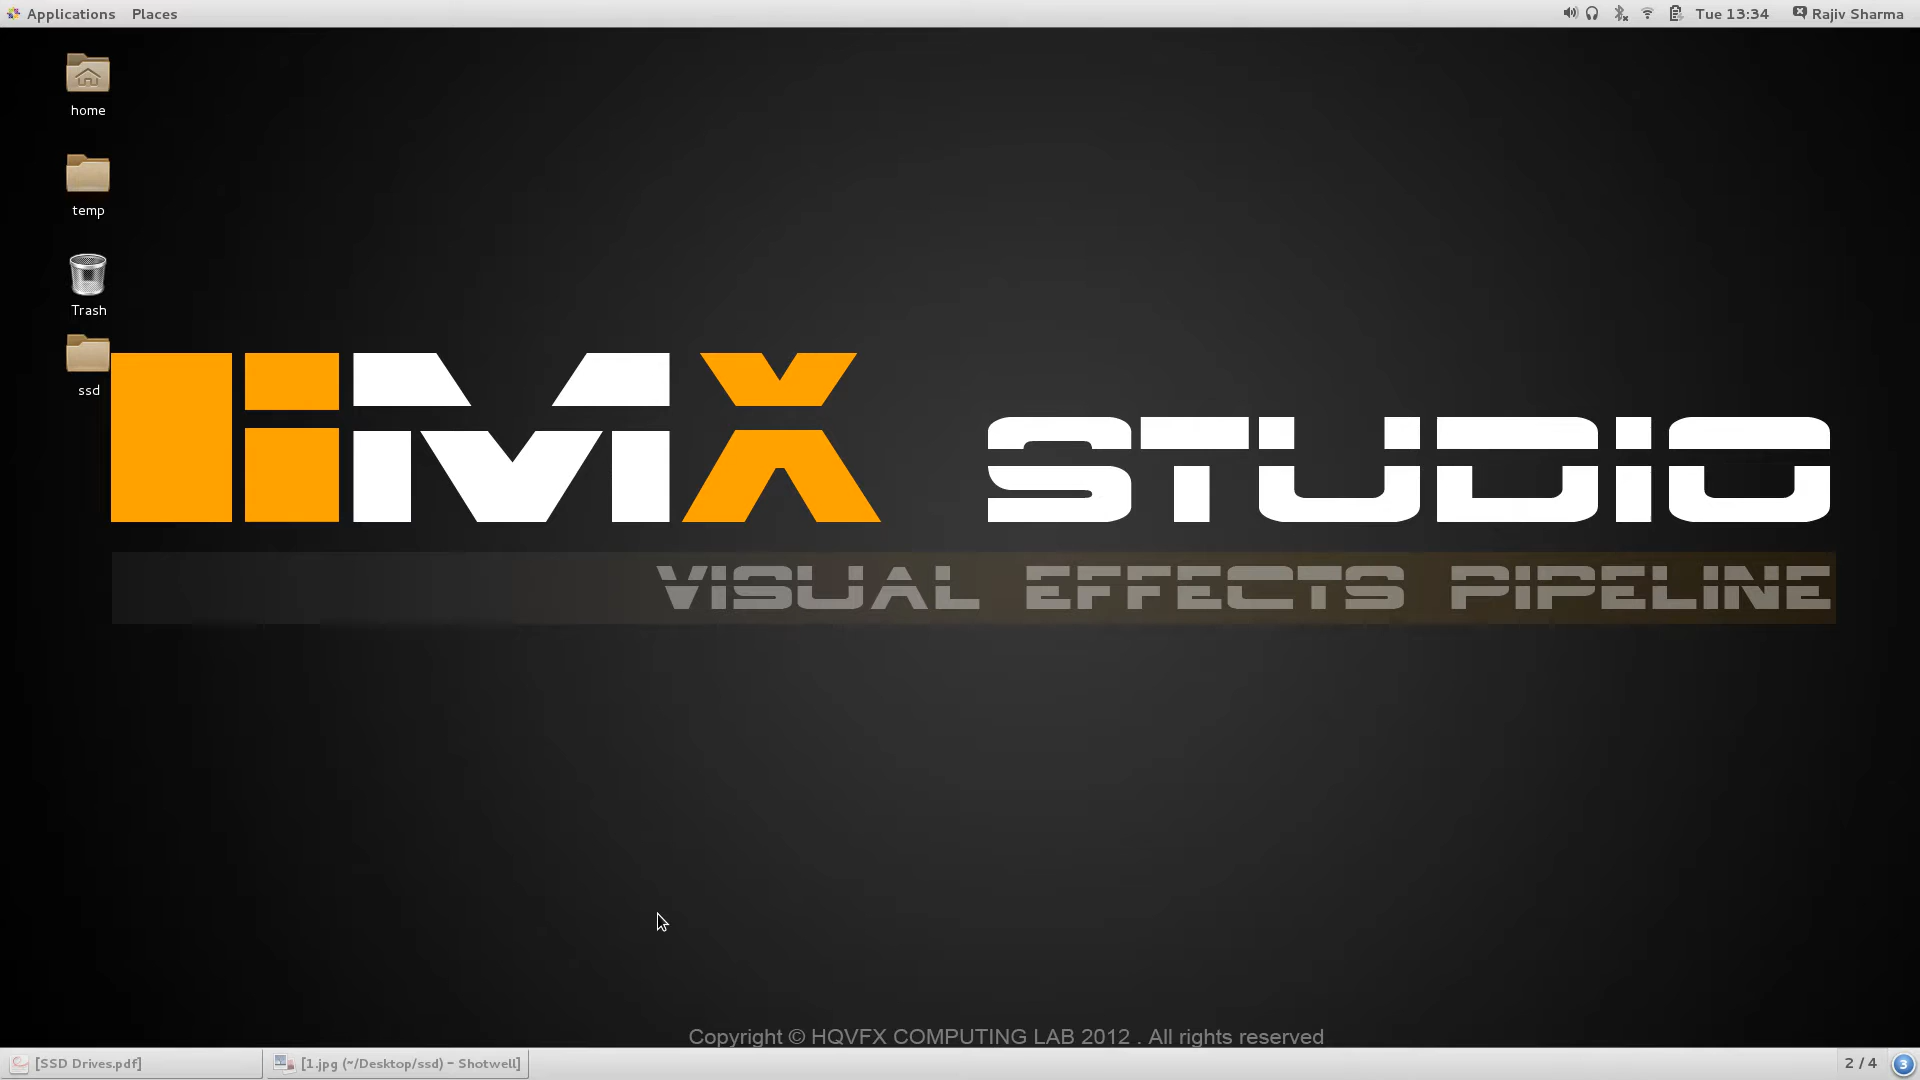 Applications Places Tue 13:34 Rajiv Sharma
home
temp
Trash
ssd
STUDIO
VISUAL EFFECTS PIPELINE
Copyright © HQVFX COMPUTING LAB 2012 . All rights reserved
[SSD Drives.pdf] [1.jpg (~/Desktop/ssd) - Shotwell] 2 / 4 3